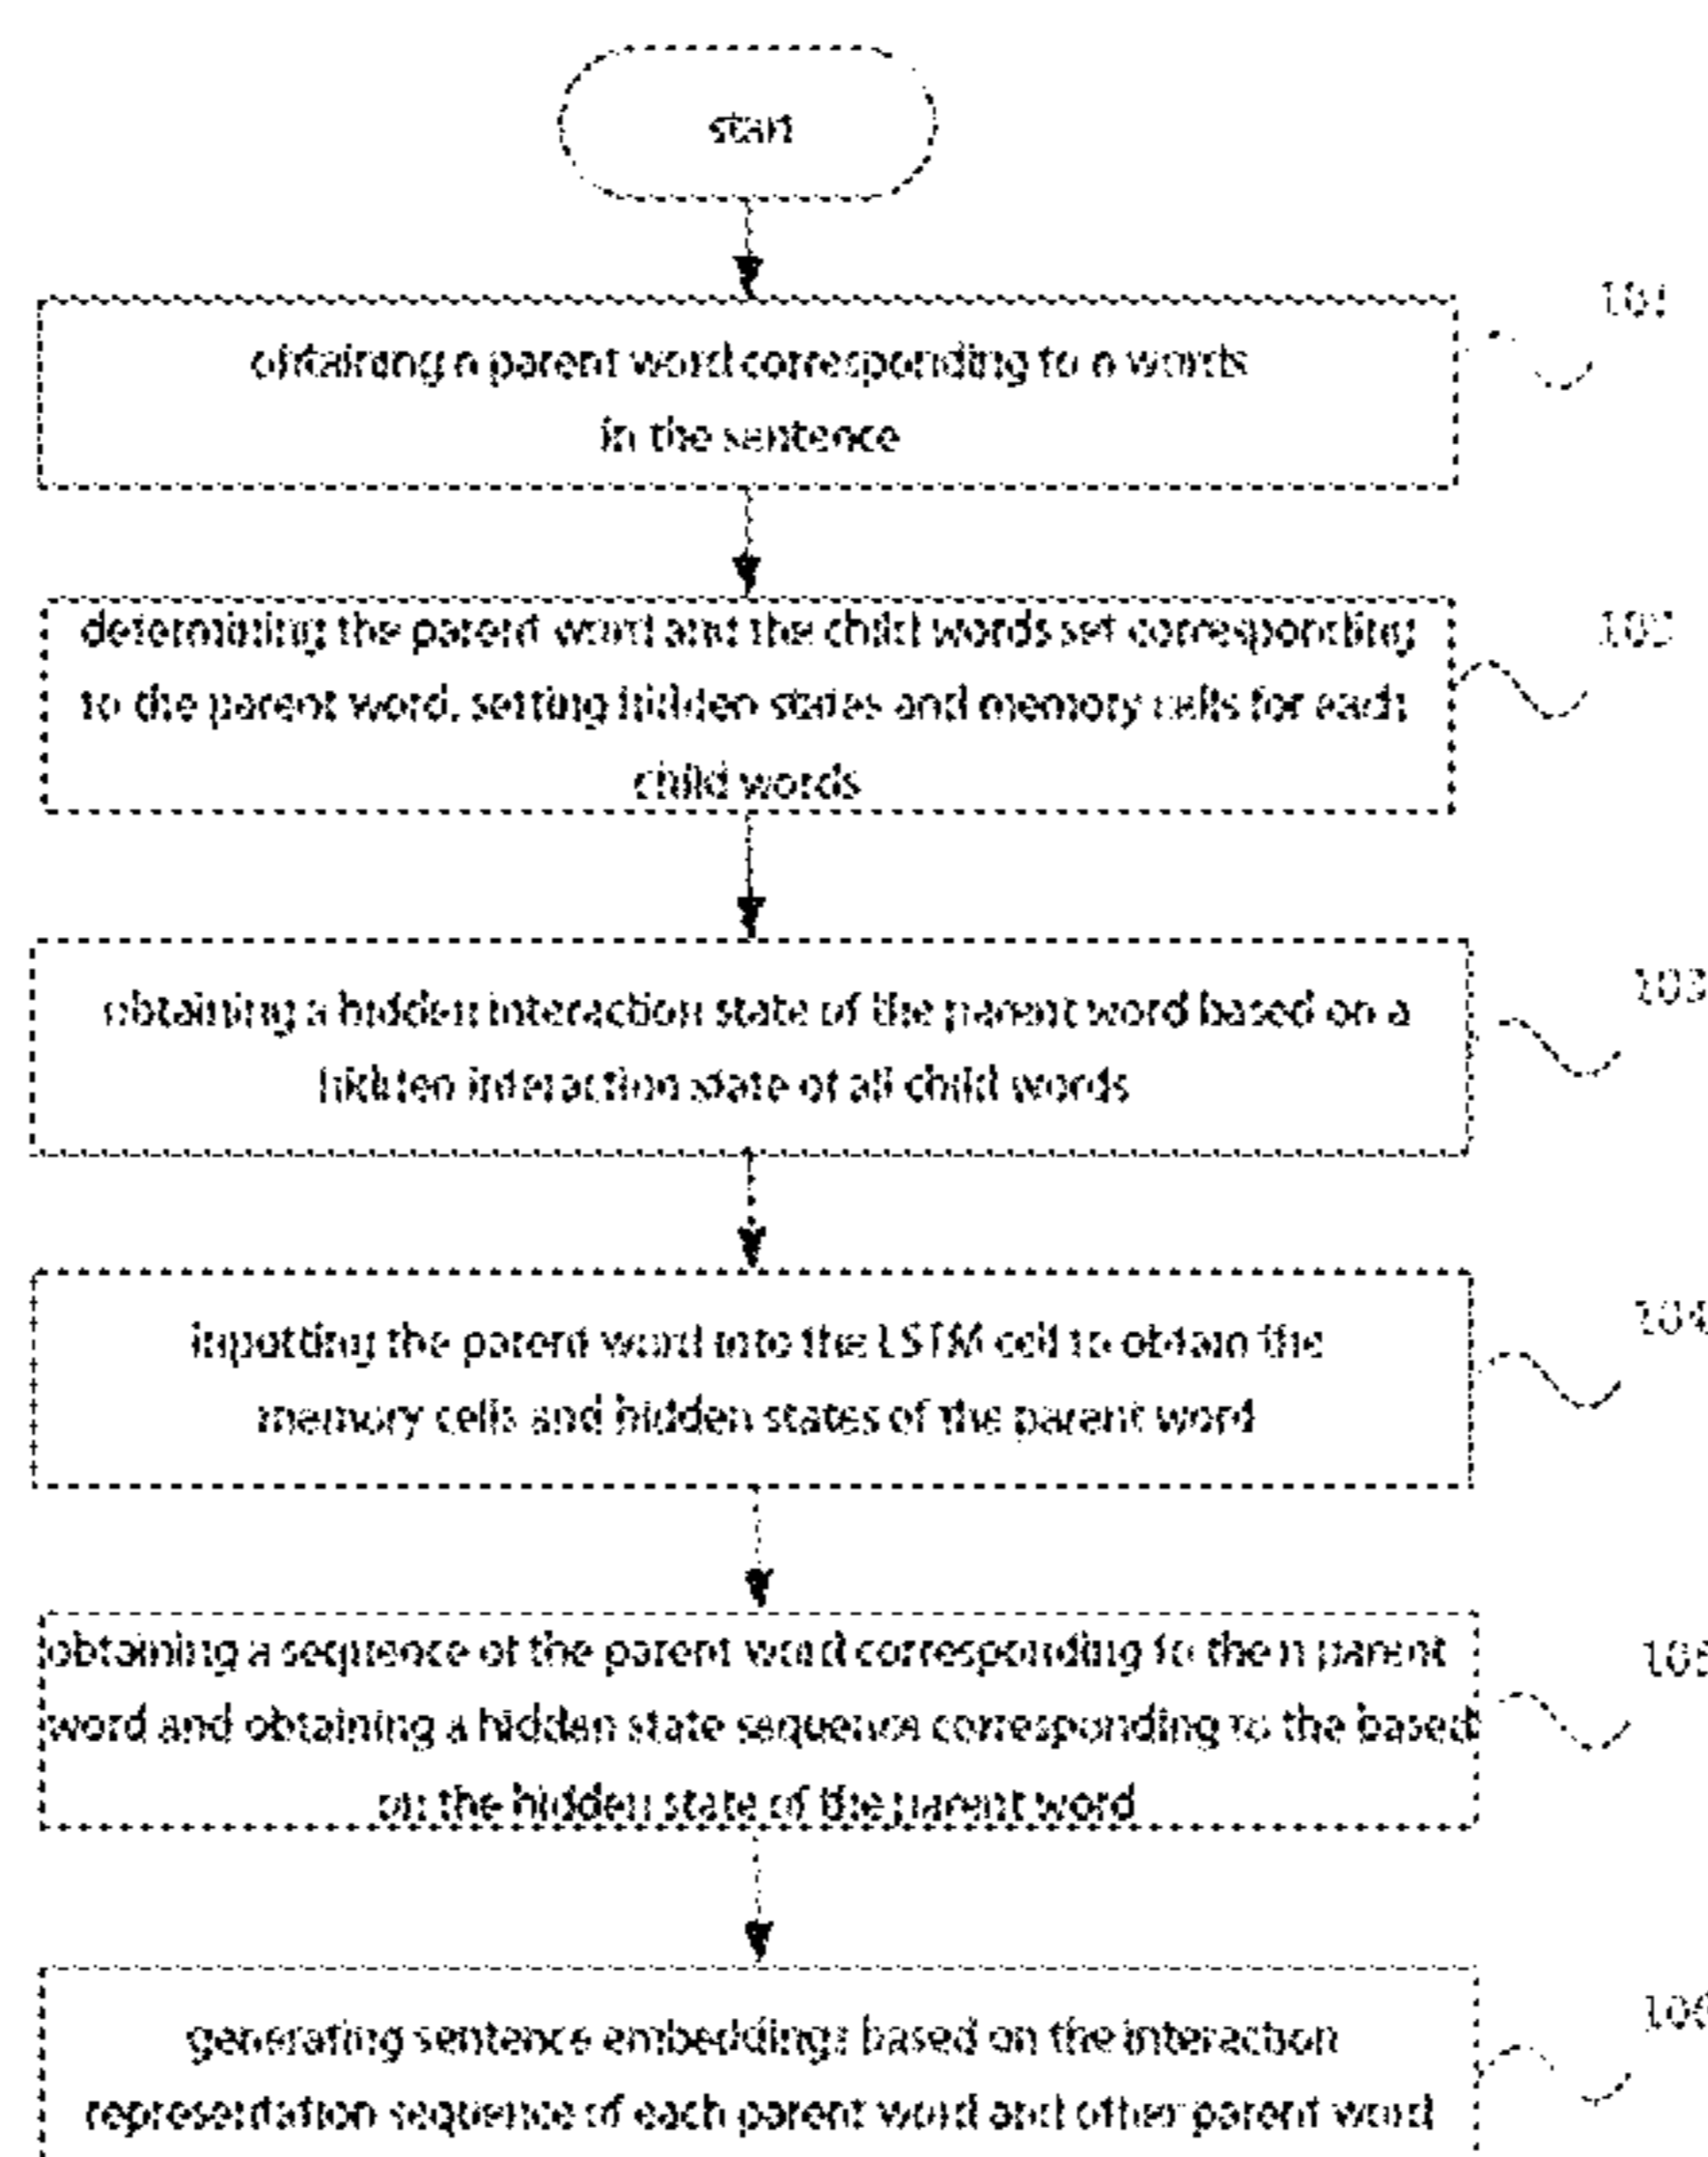 start
101
obtaining n parent word corresponding to n words
in the sentence
102
determining the parent word and the child words set corresponding
to the parent word, setting hidden states and memory cells for each
child words
103
obtaining a hidden interaction state of the parent word based on a
hidden interaction state of all child words
104
inputting the parent word into the LSTM cell to obtain the
memory cells and hidden states of the parent word
105
obtaining a sequence of the parent word corresponding to the n parent
word and obtaining a hidden state sequence corresponding to the based
on the hidden state of the parent word
106
generating sentence embeddings based on the interaction
representation sequence of each parent word and other parent word